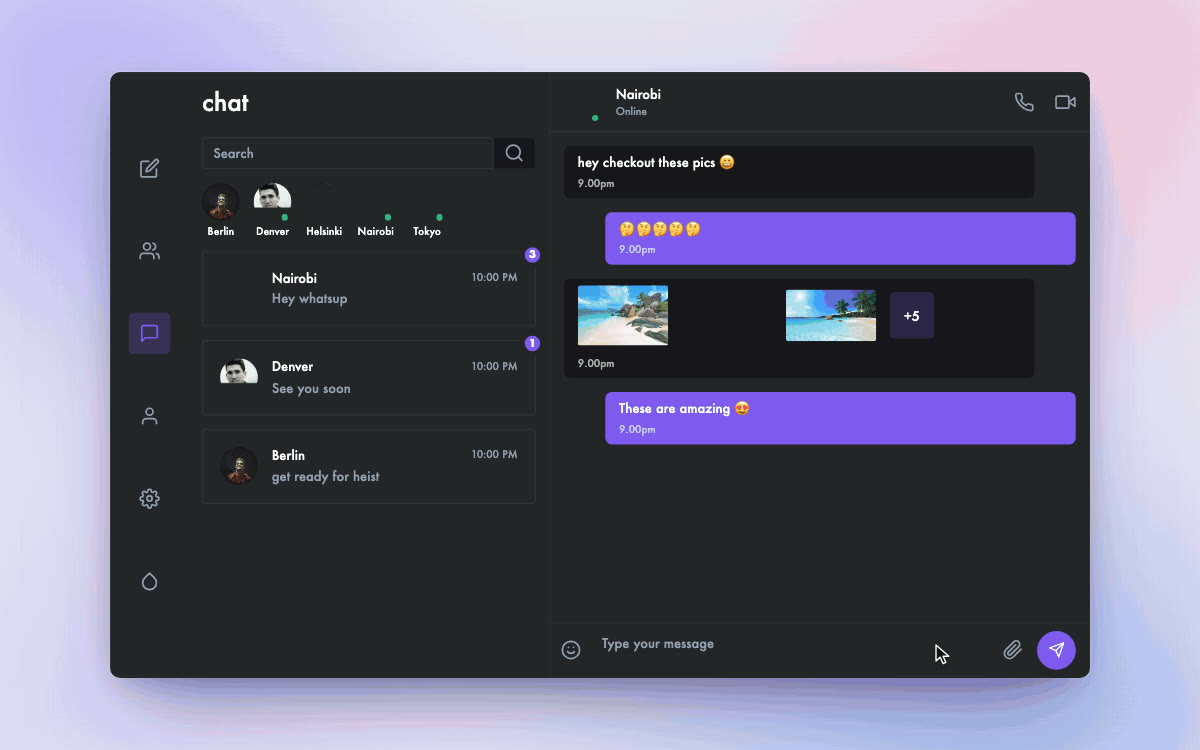 chat
Search
Berlin Denver Helsinki Nairobi Tokyo
3
Nairobi 10:00 PM
Hey whatsup
1
Denver 10:00 PM
See you soon
Berlin 10:00 PM
get ready for heist
Nairobi
Online
hey checkout these pics 😀
9.00pm
🤔🤔🤔🤔🤔
9.00pm
+5
9.00pm
These are amazing 😍
9.00pm
Type your message